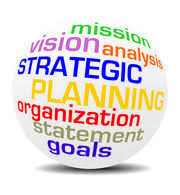 mission
vision
analysis
STRATEGIC
PLANNING
organization
statement
goals